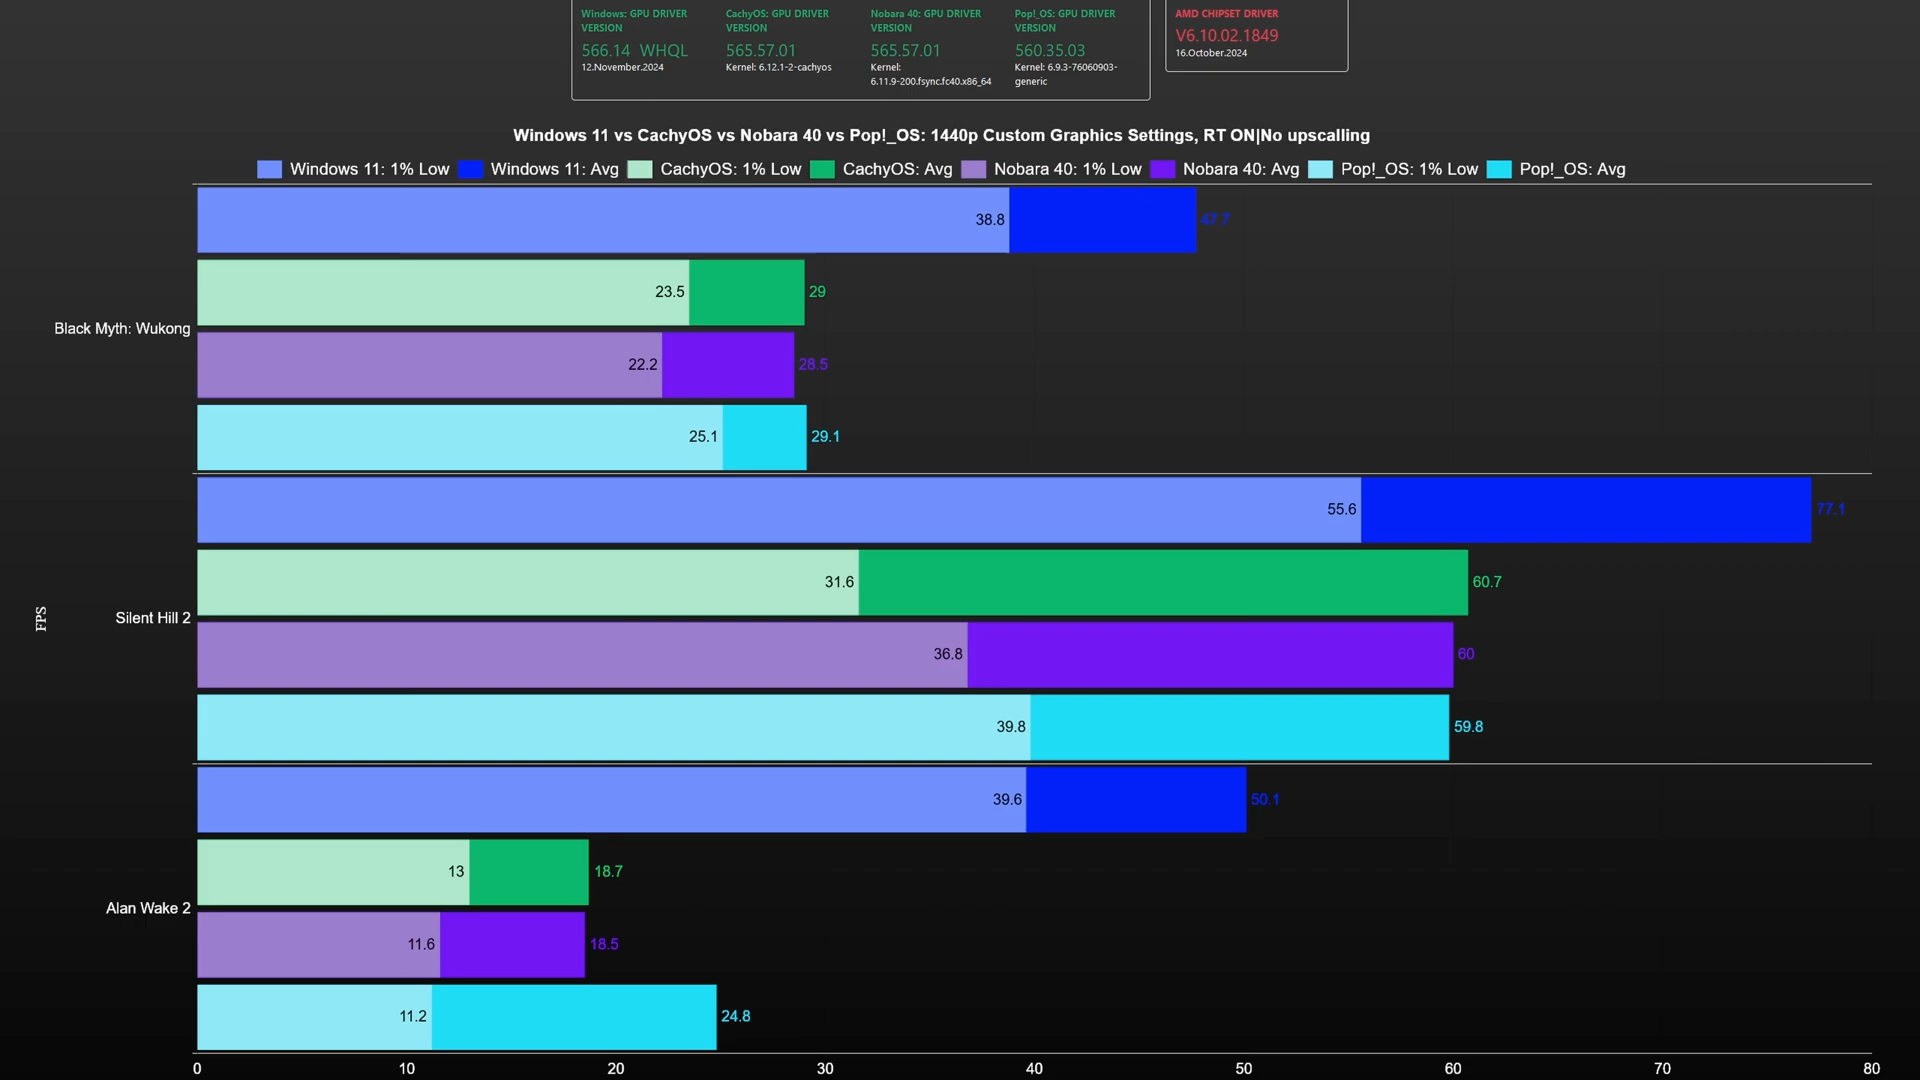 Windows: GPU DRIVER
VERSION
566.14 WHQL
12.November.2024
CachyOS: GPU DRIVER
VERSION
565.57.01
Kernel: 6.12.1-2-cachyos
Nobara 40: GPU DRIVER
VERSION
565.57.01
Kernel:
6.11.9-200.fsync.fc40.x86_64
Pop!_OS: GPU DRIVER
VERSION
560.35.03
Kernel: 6.9.3-76060903-
generic
AMD CHIPSET DRIVER
V6.10.02.1849
16.October.2024
Windows 11 vs CachyOS vs Nobara 40 vs Pop!_OS: 1440p Custom Graphics Settings, RT ON|No upscalling
Windows 11: 1% Low Windows 11: Avg CachyOS: 1% Low CachyOS: Avg Nobara 40: 1% Low Nobara 40: Avg Pop!_OS: 1% Low Pop!_OS: Avg
FPS
Black Myth: Wukong
38.8 47.7
23.5 29
22.2 28.5
25.1 29.1
Silent Hill 2
55.6 77.1
31.6 60.7
36.8 60
39.8 59.8
Alan Wake 2
39.6 50.1
13 18.7
11.6 18.5
11.2 24.8
0 10 20 30 40 50 60 70 80